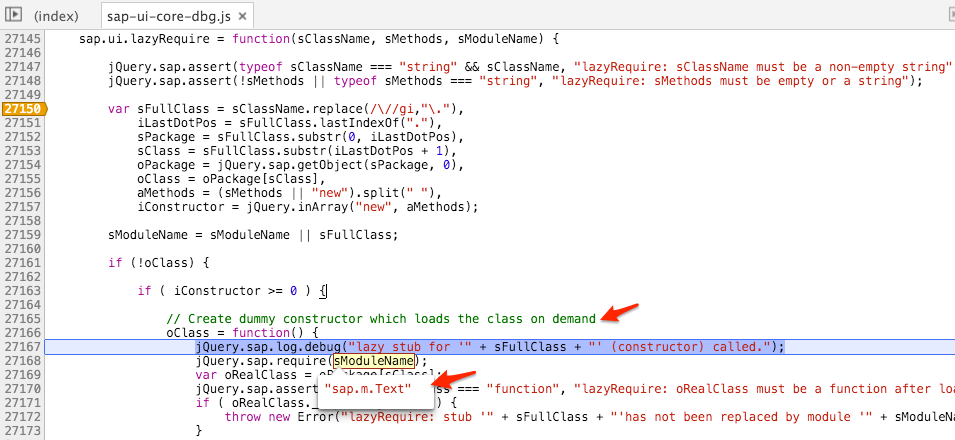 (index) sap-ui-core-dbg.js ×
27145 sap.ui.lazyRequire = function(sClassName, sMethods, sModuleName) {
27146
27147 jQuery.sap.assert(typeof sClassName === "string" && sClassName, "lazyRequire: sClassName must be a non-empty string"
27148 jQuery.sap.assert(!sMethods || typeof sMethods === "string", "lazyRequire: sMethods must be empty or a string");
27149
27150 var sFullClass = sClassName.replace(/\//gi,"\."),
27151 iLastDotPos = sFullClass.lastIndexOf("."),
27152 sPackage = sFullClass.substr(0, iLastDotPos),
27153 sClass = sFullClass.substr(iLastDotPos + 1),
27154 oPackage = jQuery.sap.getObject(sPackage, 0),
27155 oClass = oPackage[sClass],
27156 aMethods = (sMethods || "new").split(" "),
27157 iConstructor = jQuery.inArray("new", aMethods);
27158
27159 sModuleName = sModuleName || sFullClass;
27160
27161 if (!oClass) {
27162
27163 if ( iConstructor >= 0 ) {
27164
27165 // Create dummy constructor which loads the class on demand
27166 oClass = function() {
27167 jQuery.sap.log.debug("lazy stub for '" + sFullClass + "' (constructor) called.");
27168 jQuery.sap.require(sModuleName);
27169 var oRealClass = oPackage[sClass];
27170 jQuery.sap.assert( "sap.m.Text" ss === "function", "lazyRequire: oRealClass must be a function after loa
27171 if ( oRealClass. ) {
27172 throw new Error("lazyRequire: stub '" + sFullClass + "'has not been replaced by module '" + sModuleNa
27173 }